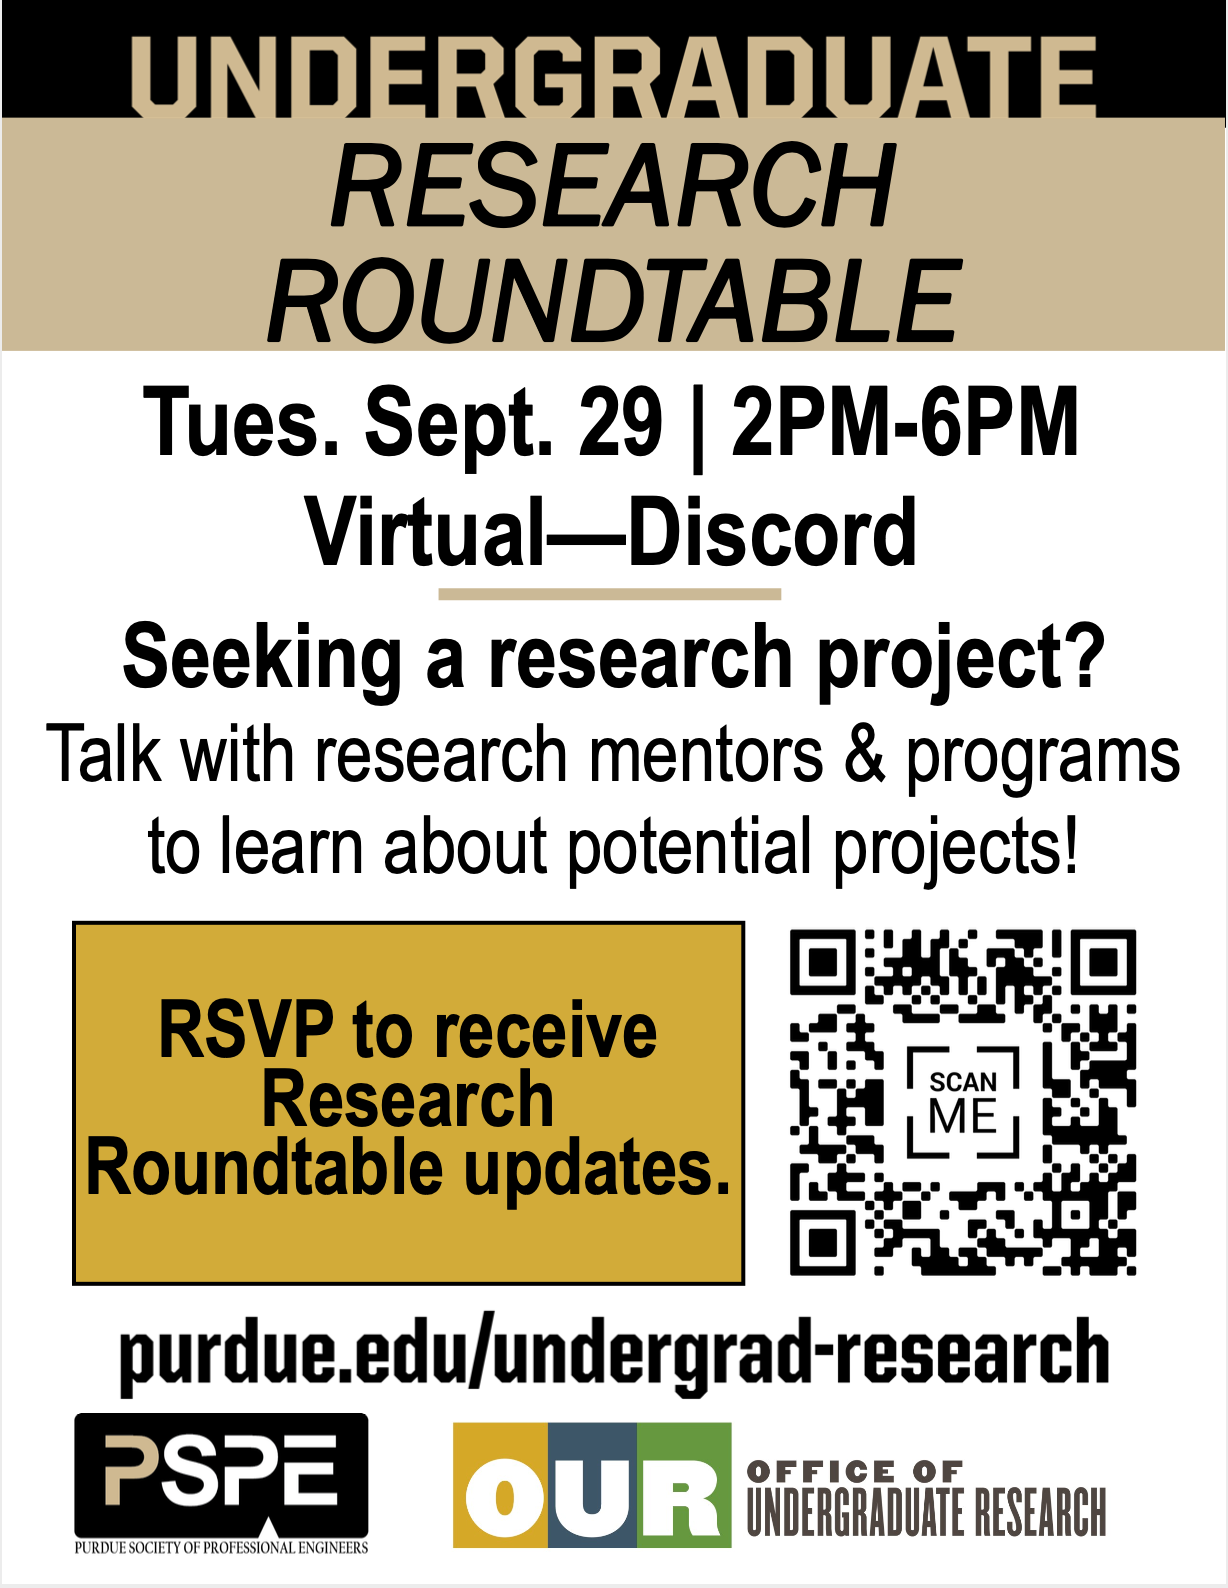 UNDERGRADUATE
RESEARCH
ROUNDTABLE
Tues. Sept. 29 | 2PM-6PM
Virtual—Discord
Seeking a research project?
Talk with research mentors & programs
to learn about potential projects!
RSVP to receive
Research
Roundtable updates.
SCAN
ME
purdue.edu/undergrad-research
PSPE
PURDUE SOCIETY OF PROFESSIONAL ENGINEERS
OUR
OFFICE OF
UNDERGRADUATE RESEARCH